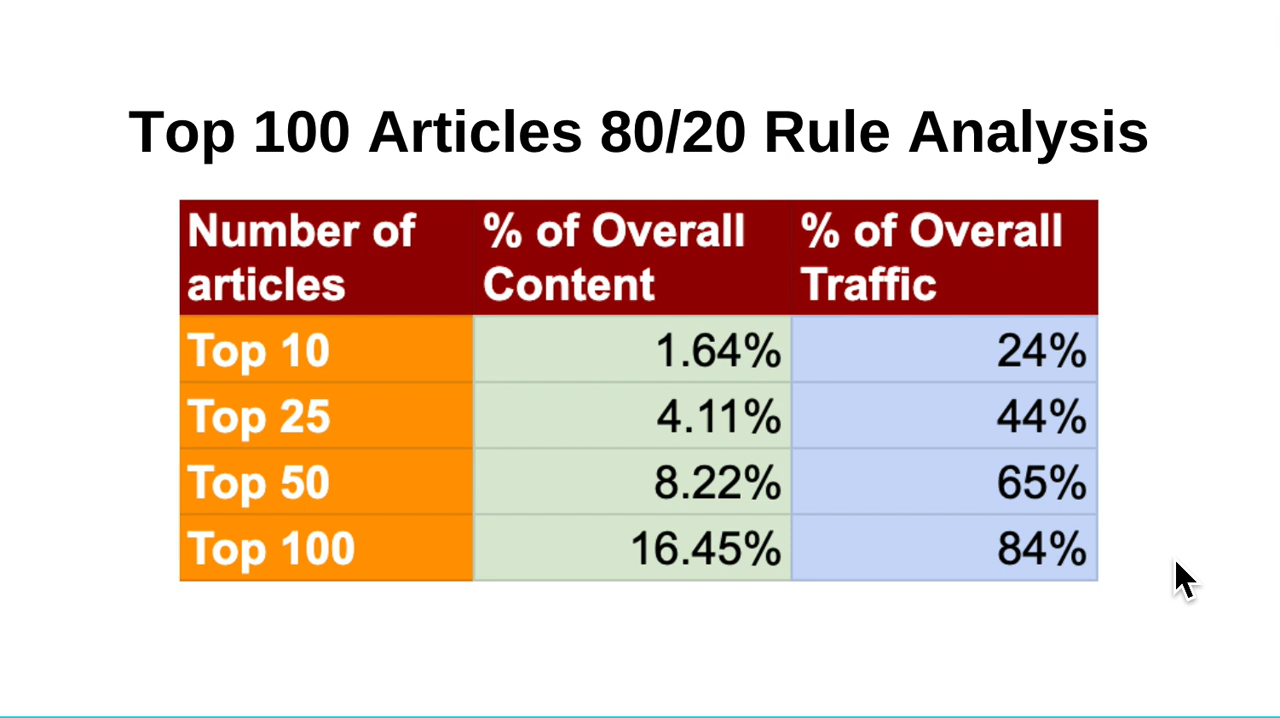 Top 100 Articles 80/20 Rule Analysis
Number of articles % of Overall Content % of Overall Traffic
Top 10 1.64% 24%
Top 25 4.11% 44%
Top 50 8.22% 65%
Top 100 16.45% 84%